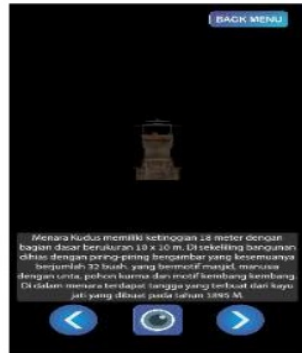 BACK MENU
Menara Kudus memiliki ketinggian 18 meter dengan
bagian dasar berukuran 10 x 10 m. Di sekeliling bangunan
dihias dengan piring-piring bergambar yang kesemuanya
berjumlah 32 buah, yang bermotif masjid, manusia
dengan unta, pohon kurma dan motif kembang kembang.
Di dalam menara terdapat tangga yang terbuat dari kayu
jati yang dibuat pada tahun 1895 M.